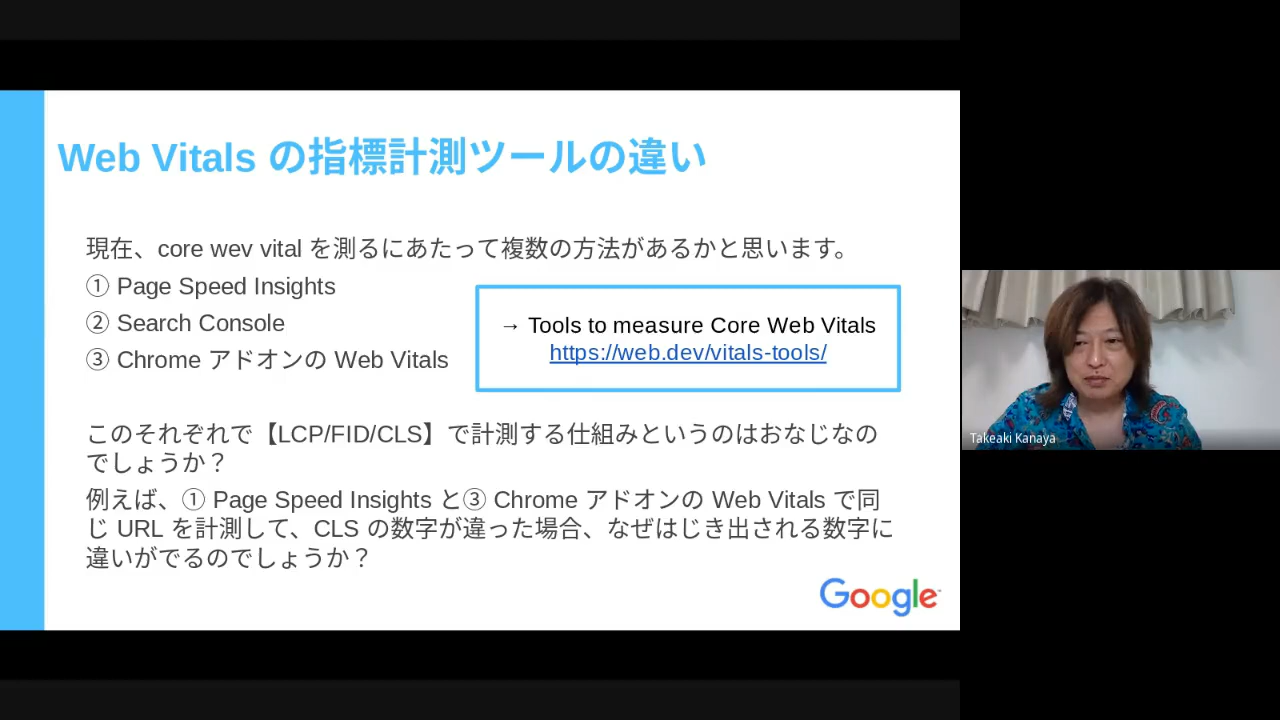 Web Vitals の指標計測ツールの違い
現在、core wev vital を測るにあたって複数の方法があるかと思います。
① Page Speed Insights
② Search Console
③ Chrome アドオンの Web Vitals
→ Tools to measure Core Web Vitals
https://web.dev/vitals-tools/
このそれぞれで【LCP/FID/CLS】で計測する仕組みというのはおなじなの
でしょうか？
例えば、① Page Speed Insights と③ Chrome アドオンの Web Vitals で同
じ URL を計測して、CLS の数字が違った場合、なぜはじき出される数字に
違いがでるのでしょうか？
Google
Takeaki Kanaya